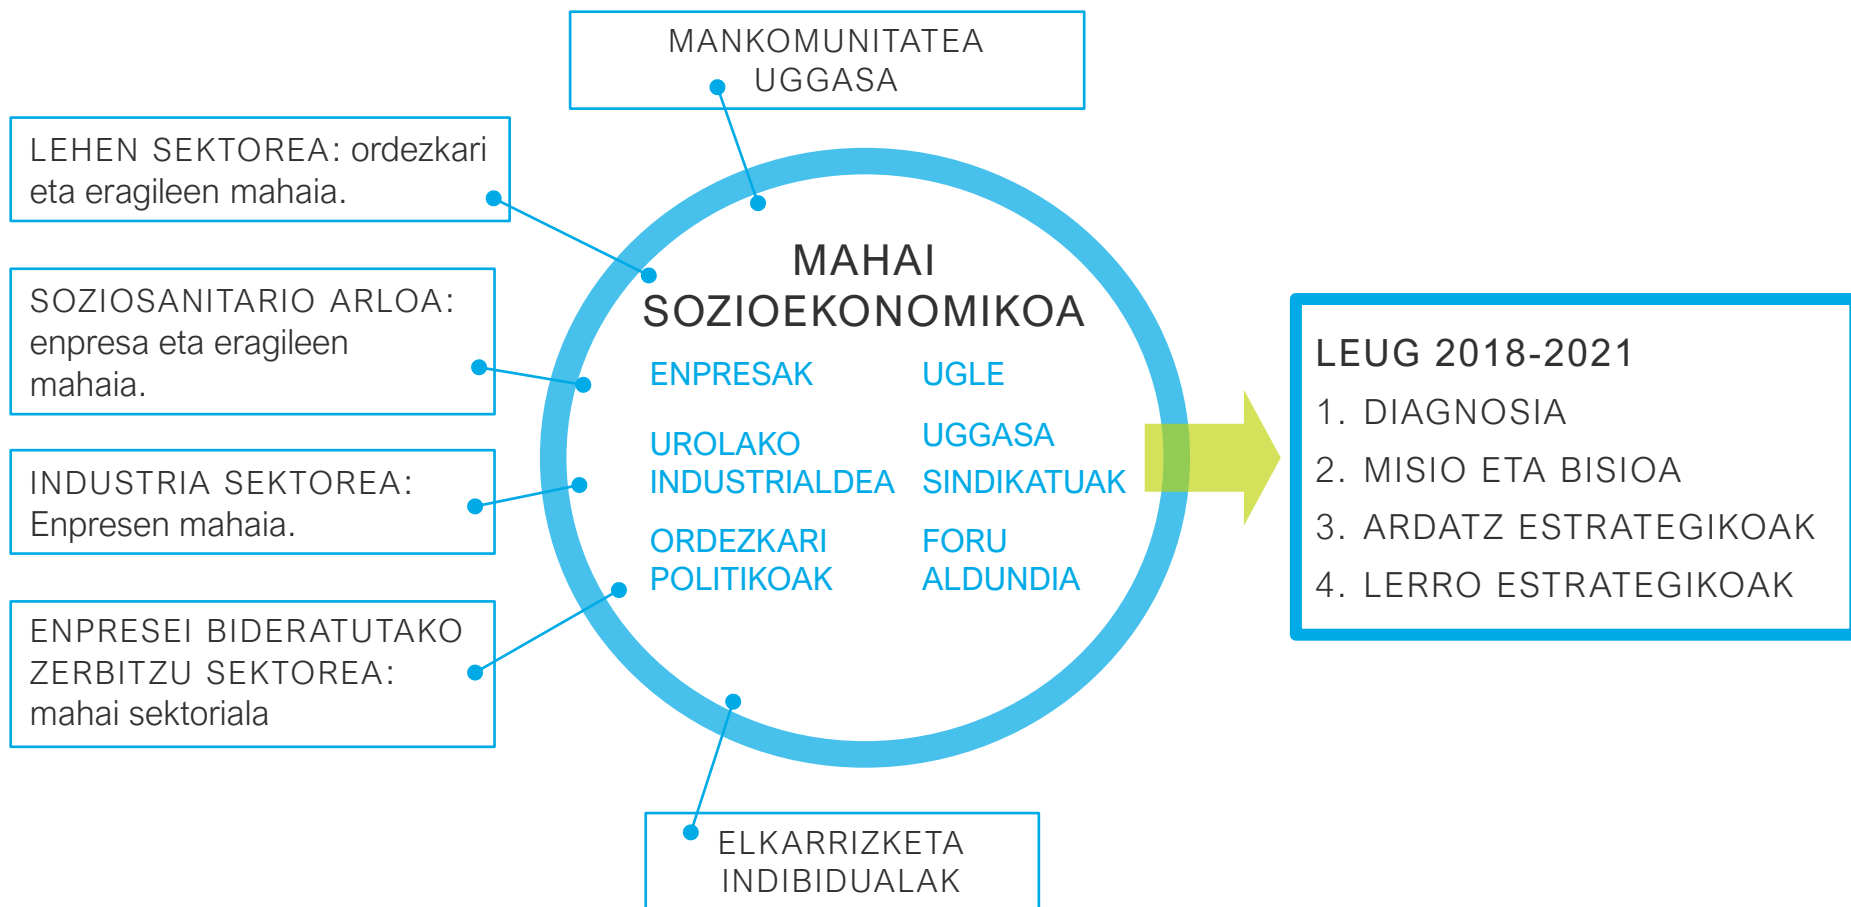 MANKOMUNITATEA
UGGASA
LEHEN SEKTOREA: ordezkari
eta eragileen mahaia.
SOZIOSANITARIO ARLOA:
enpresa eta eragileen
mahaia.
INDUSTRIA SEKTOREA:
Enpresen mahaia.
ENPRESEI BIDERATUTAKO
ZERBITZU SEKTOREA:
mahai sektoriala
MAHAI
SOZIOEKONOMIKOA
ENPRESAK
UROLAKO
INDUSTRIALDEA
ORDEZKARI
POLITIKOAK
UGLE
UGGASA
SINDIKATUAK
FORU
ALDUNDIA
ELKARRIZKETA
INDIBIDUALAK
LEUG 2018-2021
1. DIAGNOSIA
2. MISIO ETA BISIOA
3. ARDATZ ESTRATEGIKOAK
4. LERRO ESTRATEGIKOAK